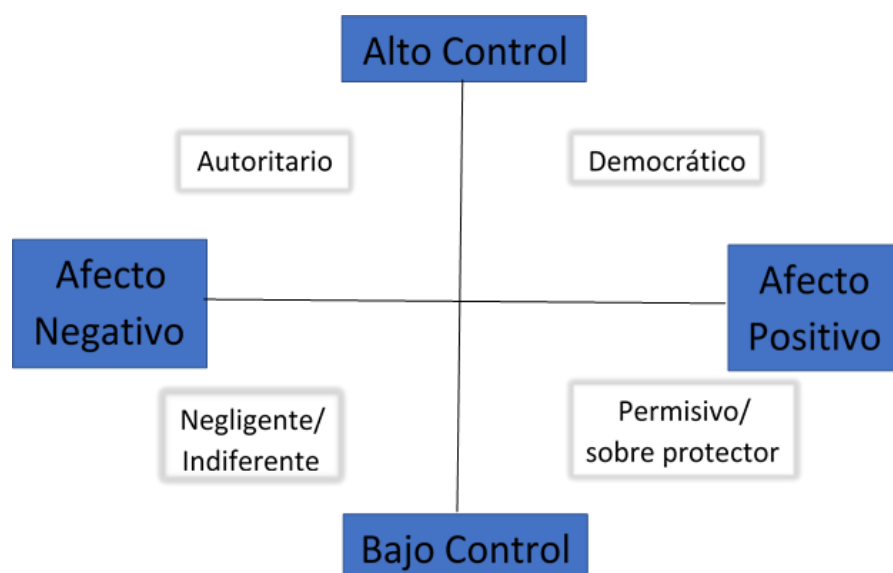 Alto Control
Autoritario
Democrático
Afecto
Negativo
Afecto
Positivo
Negligente/
Indiferente
Permisivo/
sobre protector
Bajo Control